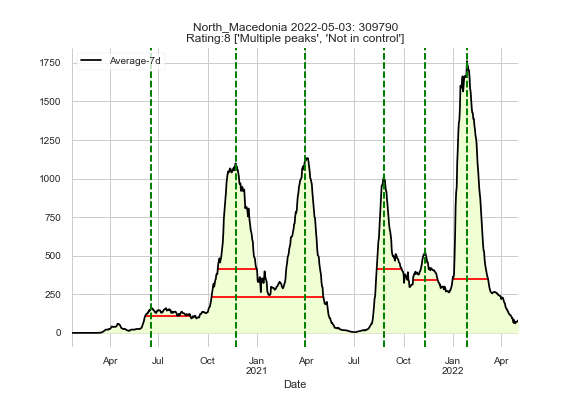 North_Macedonia 2022-05-03: 309790
Rating:8 ['Multiple peaks', 'Not in control']
Average-7d
1750
1500
1250
1000
750
500
250
0
Apr Jul Oct Jan Apr Jul Oct Jan Apr
2021 2022
Date